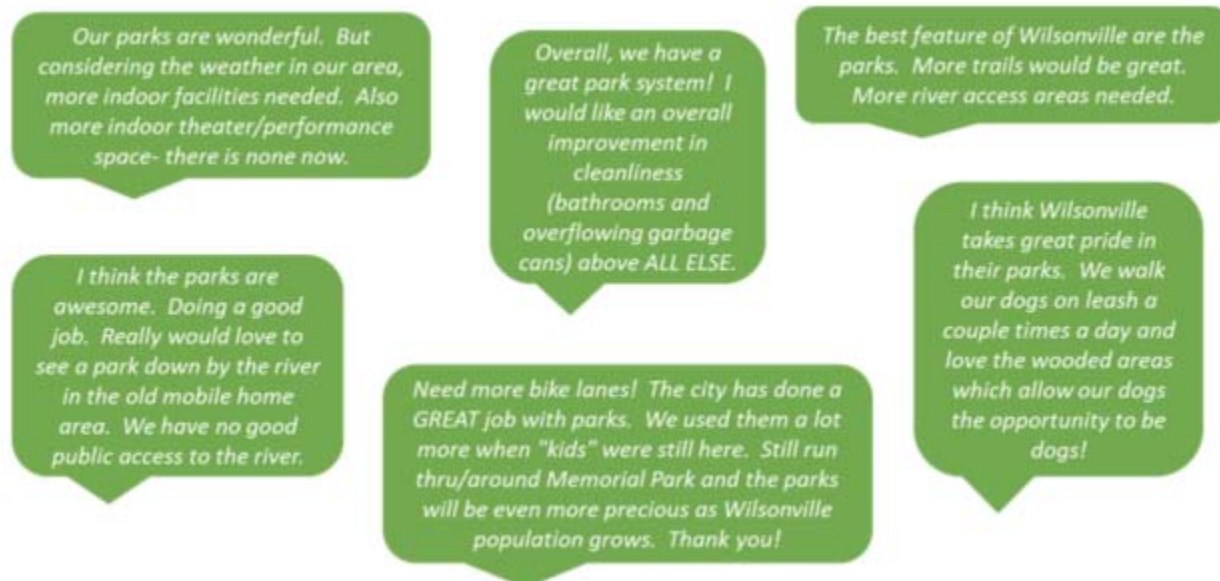 Our parks are wonderful.  But
considering the weather in our area,
more indoor facilities needed.  Also
more indoor theater/performance
space- there is none now.
Overall, we have a
great park system!  I
would like an overall
improvement in
cleanliness
(bathrooms and
overflowing garbage
cans) above ALL ELSE.
The best feature of Wilsonville are the
parks.  More trails would be great.
More river access areas needed.
I think the parks are
awesome.  Doing a good
job.  Really would love to
see a park down by the river
in the old mobile home
area.  We have no good
public access to the river.
Need more bike lanes!  The city has done a
GREAT job with parks.  We used them a lot
more when "kids" were still here.  Still run
thru/around Memorial Park and the parks
will be even more precious as Wilsonville
population grows.  Thank you!
I think Wilsonville
takes great pride in
their parks.  We walk
our dogs on leash a
couple times a day and
love the wooded areas
which allow our dogs
the opportunity to be
dogs!